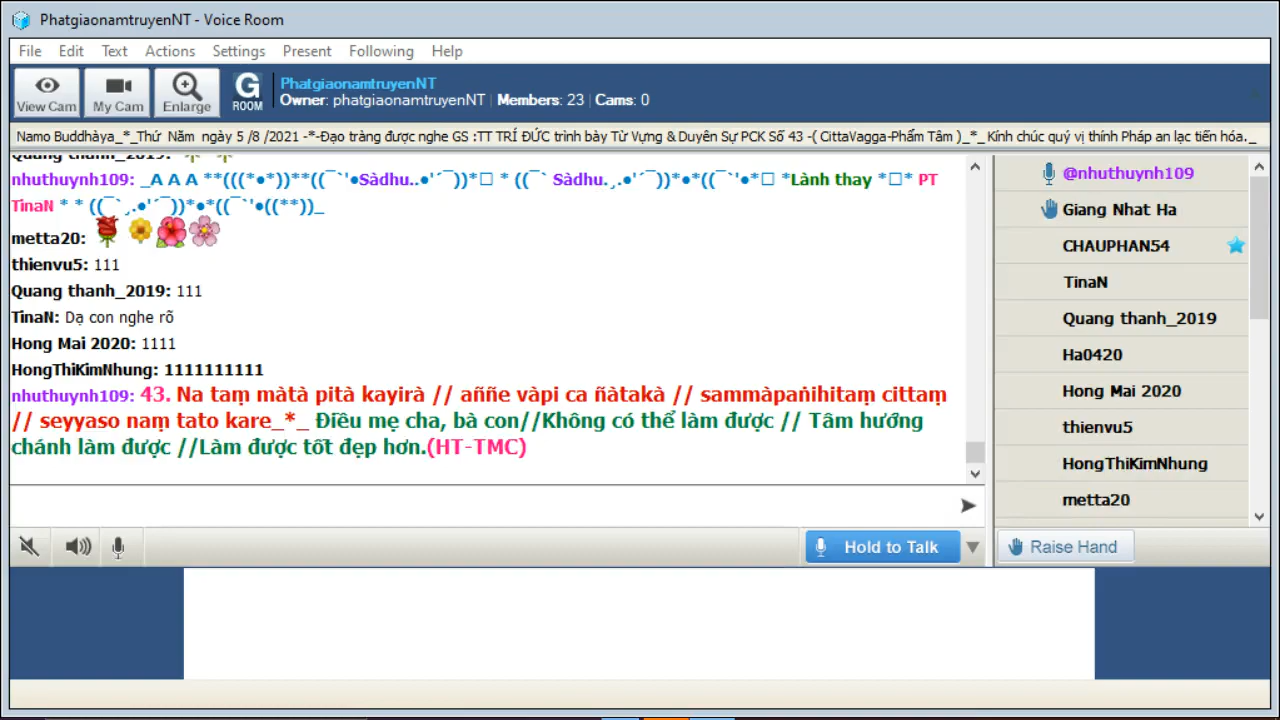 PhatgiaonamtruyenNT - Voice Room
File Edit Text Actions Settings Present Following Help
View Cam My Cam Enlarge G ROOM
PhatgiaonamtruyenNT
Owner: phatgiaonamtruyenNT | Members: 23 | Cams: 0
Namo Buddhàya_*_Thứ Năm ngày 5 /8 /2021 -*-Đạo tràng được nghe GS :TT TRÍ ĐỨC trình bày Từ Vựng & Duyên Sự PCK Số 43 -( CittaVagga-Phẩm Tâm )_*_ Kính chúc quý vị thính Pháp an lạc tiến hóa._
Quang thanh_2019:
nhuthuynh109: _A A A **(((*•*))**((¯`'•Sàdhu..•'´¯))*□ * ((¯` Sàdhu.¸.•'´¯))*•*((¯`'•*□ *Lành thay *□* PT
TinaN * * ((¯`¸.•'´¯))*•*((¯`'•((**))_
metta20:
thienvu5: 111
Quang thanh_2019: 111
TinaN: Dạ con nghe rõ
Hong Mai 2020: 1111
HongThiKimNhung: 1111111111
nhuthuynh109: 43. Na taṃ màtà pità kayirà // aññe vàpi ca ñàtakà // sammàpaṅihitaṃ cittaṃ
// seyyaso naṃ tato kare_*_ Điều mẹ cha, bà con//Không có thể làm được // Tâm hướng
chánh làm được //Làm được tốt đẹp hơn.(HT-TMC)
@nhuthuynh109
Giang Nhat Ha
CHAUPHAN54
TinaN
Quang thanh_2019
Ha0420
Hong Mai 2020
thienvu5
HongThiKimNhung
metta20
Hold to Talk
Raise Hand